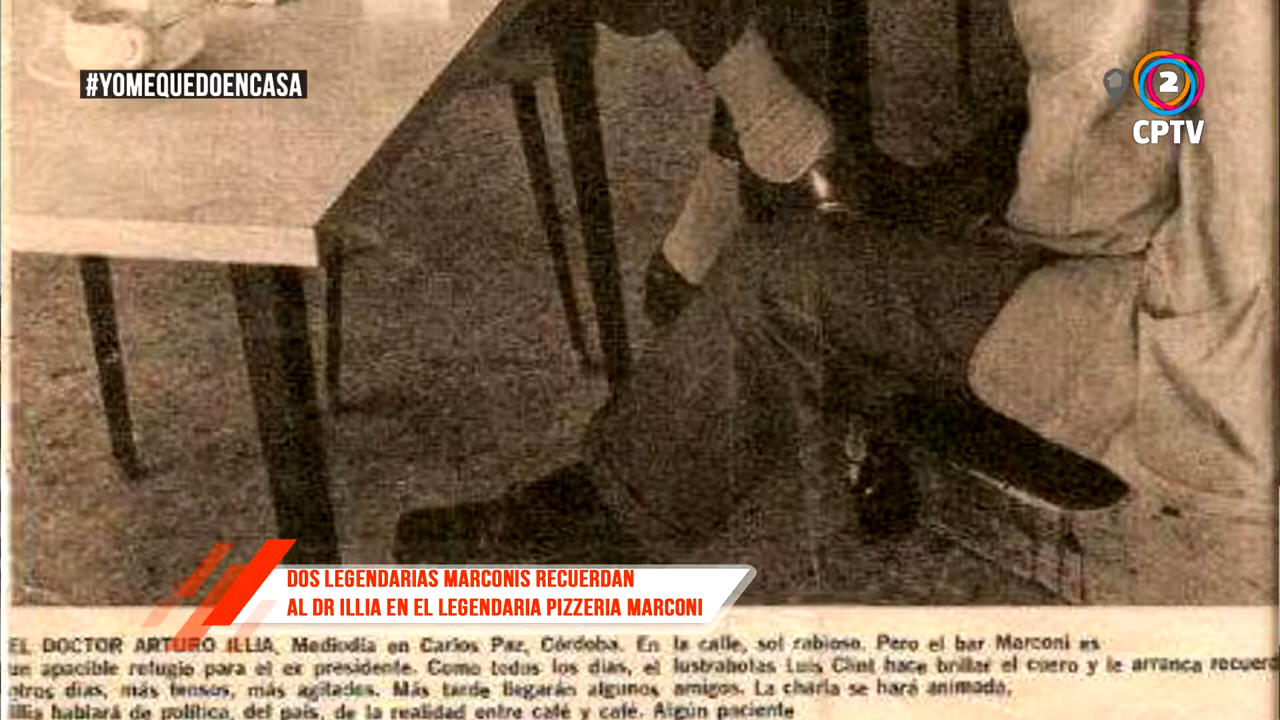 #YOMEQUEDOENCASA
2
CPTV
DOS LEGENDARIAS MARCONIS RECUERDAN
AL DR ILLIA EN EL LEGENDARIA PIZZERIA MARCONI
EL DOCTOR ARTURO ILLIA. Mediodía en Carlos Paz, Córdoba. En la calle, sol rabioso. Pero el bar Marconi es
un apacible refugio para el ex presidente. Como todos los días, el lustrabotas Luis Clint hace brillar el cuero y le arranca recuerd
otros días, más tensos, más agitados. Más tarde llegarán algunos amigos. La charla se hará animada.
Illia hablará de política, del país, de la realidad entre café y café. Algún paciente